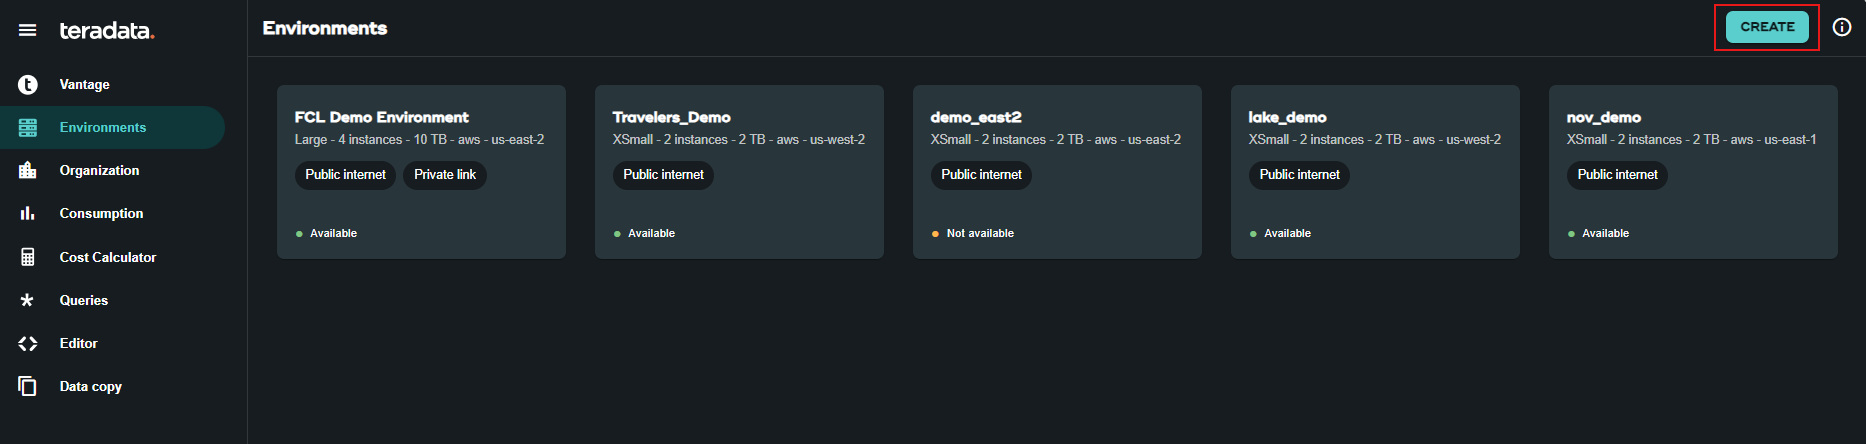 teradata.
Environments
CREATE
Vantage
Environments
Organization
Consumption
Cost Calculator
Queries
Editor
Data copy
FCL Demo Environment
Large - 4 instances - 10 TB - aws - us-east-2
Public internet
Private link
Available
Travelers_Demo
XSmall - 2 instances - 2 TB - aws - us-west-2
Public internet
Available
demo_east2
XSmall - 2 instances - 2 TB - aws - us-east-2
Public internet
Not available
lake_demo
XSmall - 2 instances - 2 TB - aws - us-west-2
Public internet
Available
nov_demo
XSmall - 2 instances - 2 TB - aws - us-east-1
Public internet
Available